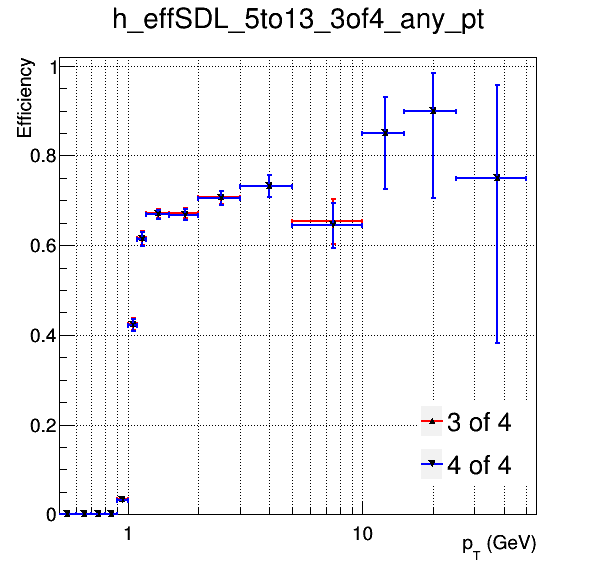 h_effSDL_5to13_3of4_any_pt
Efficiency
1
0.8
0.6
0.4
0.2
0
3 of 4
4 of 4
1
10
p_T (GeV)